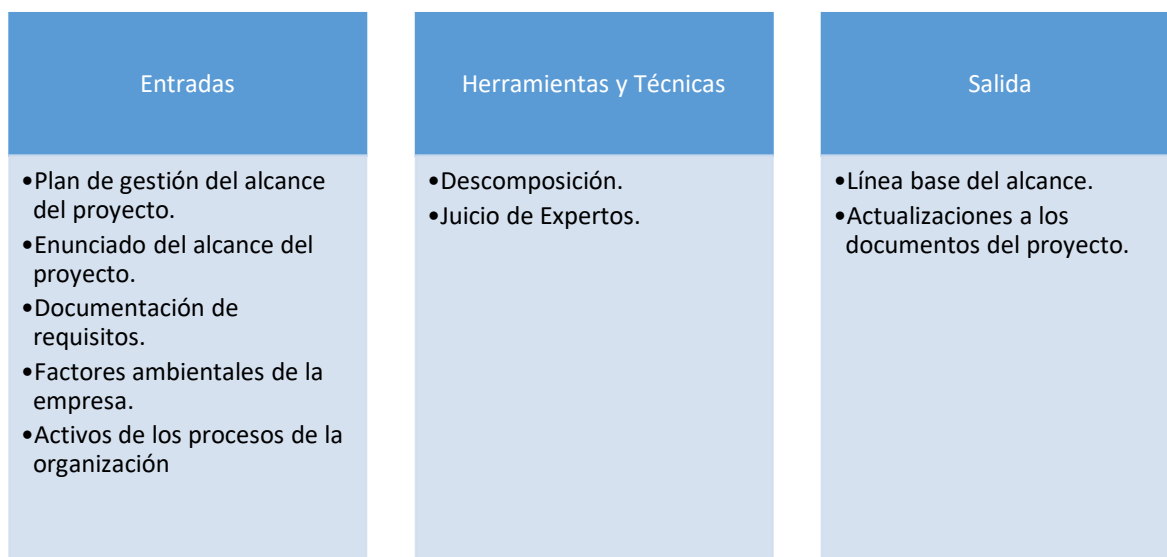 Entradas
•Plan de gestión del alcance
del proyecto.
•Enunciado del alcance del
proyecto.
•Documentación de
requisitos.
•Factores ambientales de la
empresa.
•Activos de los procesos de la
organización
Herramientas y Técnicas
•Descomposición.
•Juicio de Expertos.
Salida
•Línea base del alcance.
•Actualizaciones a los
documentos del proyecto.